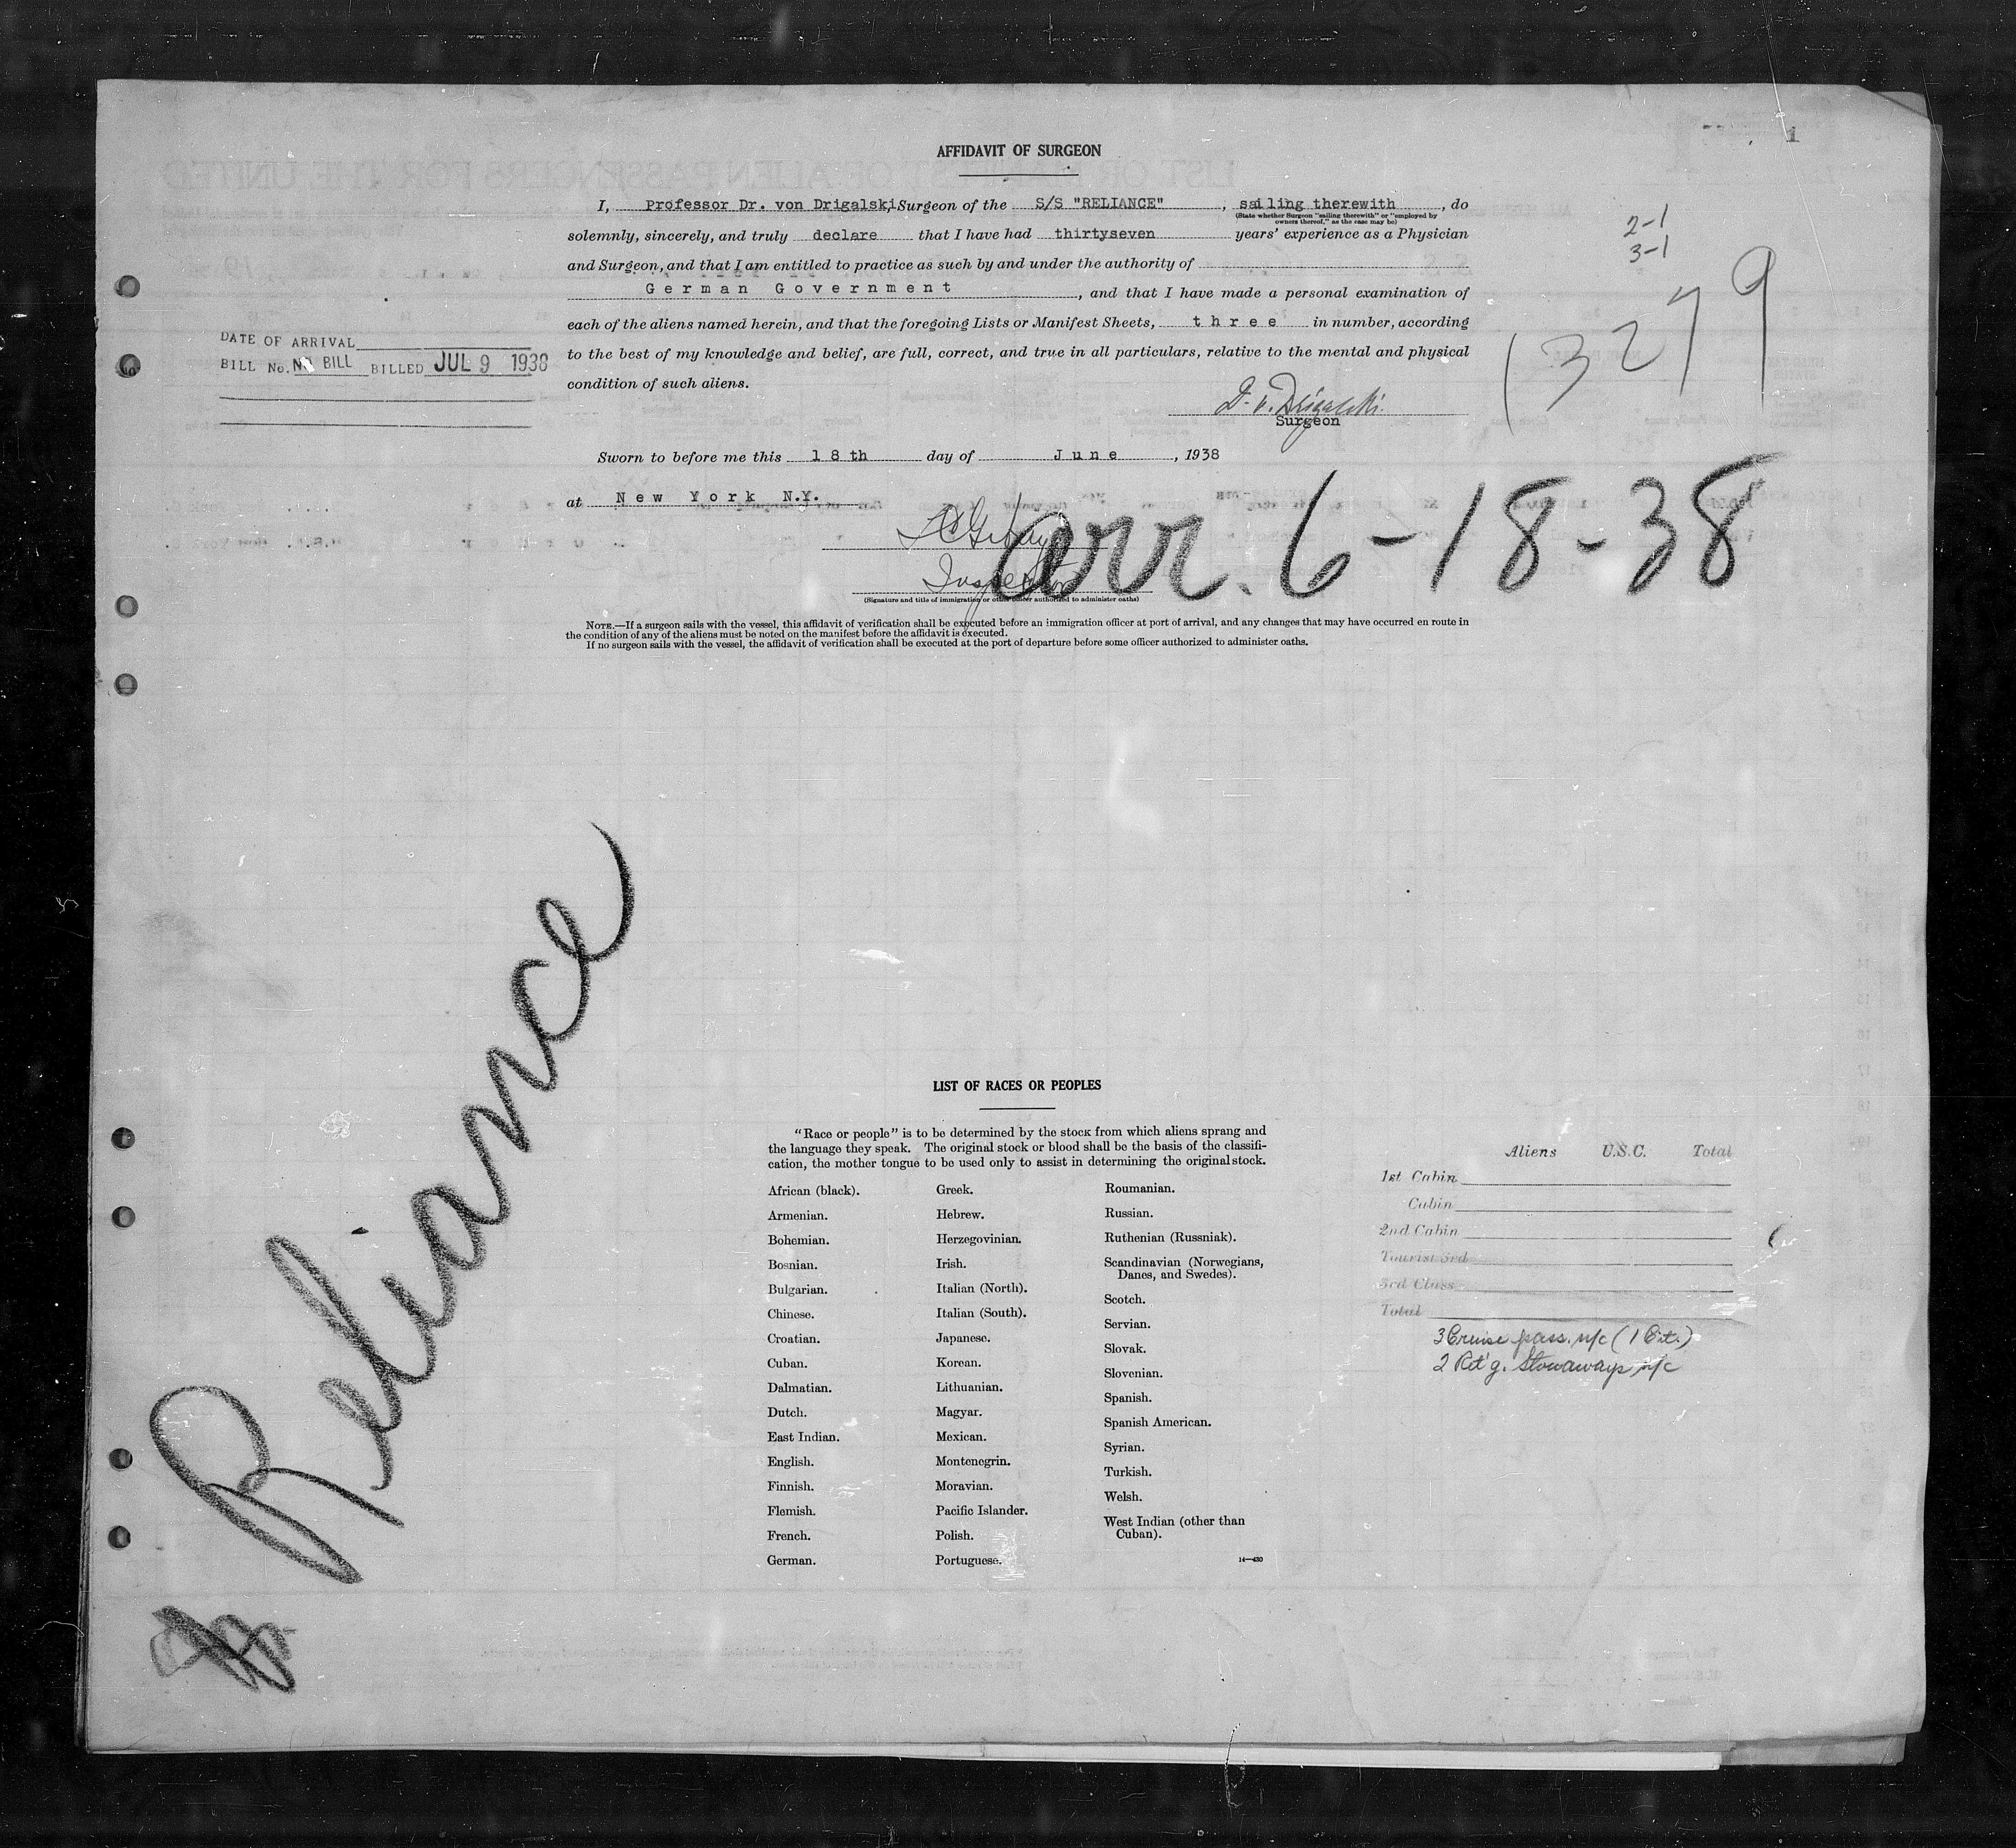 1
AFFIDAVIT OF SURGEON
I, Professor Dr. von Drigalski, Surgeon of the S/S "RELIANCE", sailing therewith, do
(State whether Surgeon "sailing therewith" or "employed by
owners thereof," as the case may be)
solemnly, sincerely, and truly declare that I have had thirtyseven years' experience as a Physician
and Surgeon, and that I am entitled to practice as such by and under the authority of
German Government, and that I have made a personal examination of
each of the aliens named herein, and that the foregoing Lists or Manifest Sheets, three in number, according
to the best of my knowledge and belief, are full, correct, and true in all particulars, relative to the mental and physical
condition of such aliens.
2-1
3-1
13279
DATE OF ARRIVAL
BILL No. NO BILL BILLED JUL 9 1938
D. v. Drigalski.
Surgeon
Sworn to before me this 18th day of June, 1938
at New York N.Y.
arr. 6-18-38
Inspector
(Signature and title of immigration or other officer authorized to administer oaths)
NOTE.—If a surgeon sails with the vessel, this affidavit of verification shall be executed before an immigration officer at port of arrival, and any changes that may have occurred en route in
the condition of any of the aliens must be noted on the manifest before the affidavit is executed.
If no surgeon sails with the vessel, the affidavit of verification shall be executed at the port of departure before some officer authorized to administer oaths.
Reliance
LIST OF RACES OR PEOPLES
"Race or people" is to be determined by the stock from which aliens sprang and
the language they speak. The original stock or blood shall be the basis of the classifi-
cation, the mother tongue to be used only to assist in determining the original stock.
African (black).
Armenian.
Bohemian.
Bosnian.
Bulgarian.
Chinese.
Croatian.
Cuban.
Dalmatian.
Dutch.
East Indian.
English.
Finnish.
Flemish.
French.
German.
Greek.
Hebrew.
Herzegovinian.
Irish.
Italian (North).
Italian (South).
Japanese.
Korean.
Lithuanian.
Magyar.
Mexican.
Montenegrin.
Moravian.
Pacific Islander.
Polish.
Portuguese.
Roumanian.
Russian.
Ruthenian (Russniak).
Scandinavian (Norwegians,
Danes, and Swedes).
Scotch.
Servian.
Slovak.
Slovenian.
Spanish.
Spanish American.
Syrian.
Turkish.
Welsh.
West Indian (other than
Cuban).
14—430
Aliens U.S.C. Total
1st Cabin
Cabin
2nd Cabin
Tourist 3rd
3rd Class
Total
3 Cruise pass. n/c (1 Cit.)
2 Ret'g. Stowaways n/c